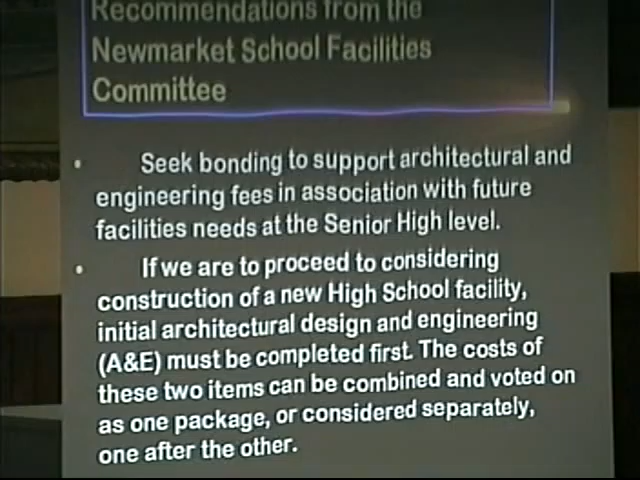 Recommendations from the
Newmarket School Facilities
Committee
• Seek bonding to support architectural and
engineering fees in association with future
facilities needs at the Senior High level.
• If we are to proceed to considering
construction of a new High School facility,
initial architectural design and engineering
(A&E) must be completed first. The costs of
these two items can be combined and voted on
as one package, or considered separately,
one after the other.